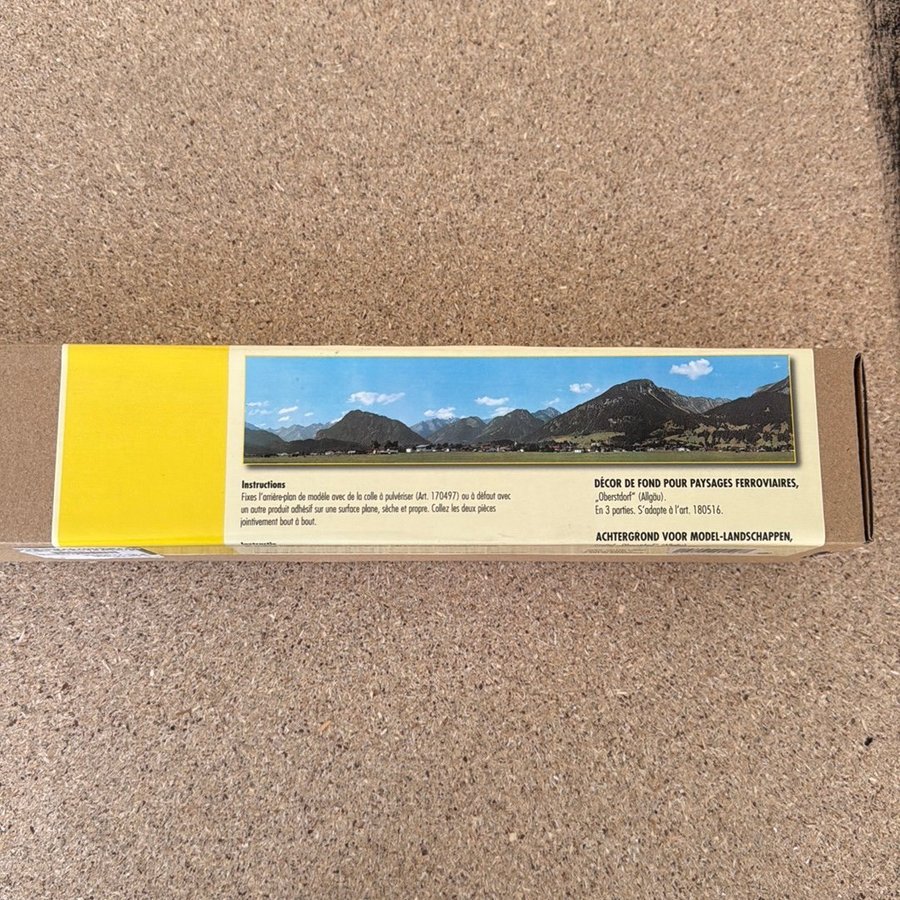 Instructions
Fixes l'arrière-plan de modèle avec de la colle à pulvériser (Art. 170497) ou à défaut avec
un autre produit adhésif sur une surface plane, sèche et propre. Collez les deux pièces
jointivement bout à bout.
DÉCOR DE FOND POUR PAYSAGES FERROVIAIRES,
„Oberstdorf" (Allgäu).
En 3 parties. S'adapte à l'art. 180516.
ACHTERGROND VOOR MODEL-LANDSCHAPPEN,